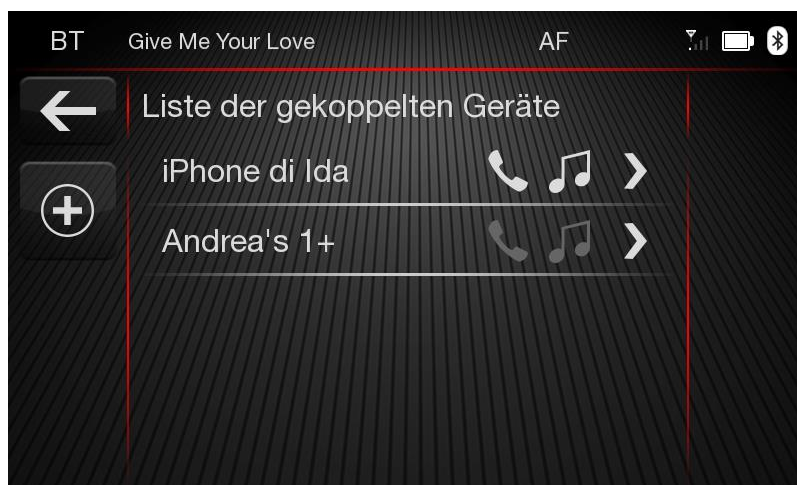 BT Give Me Your Love AF
Liste der gekoppelten Geräte
iPhone di Ida
Andrea's 1+